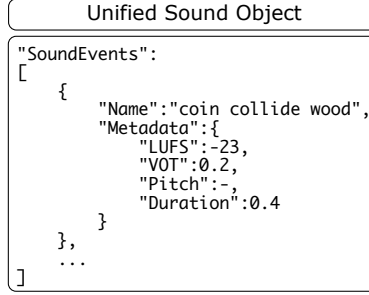 Unified Sound Object
"SoundEvents":
[
    {
        "Name":"coin collide wood",
        "Metadata":{
            "LUFS":-23,
            "VOT":0.2,
            "Pitch":-,
            "Duration":0.4
        }
    },
    ...
]